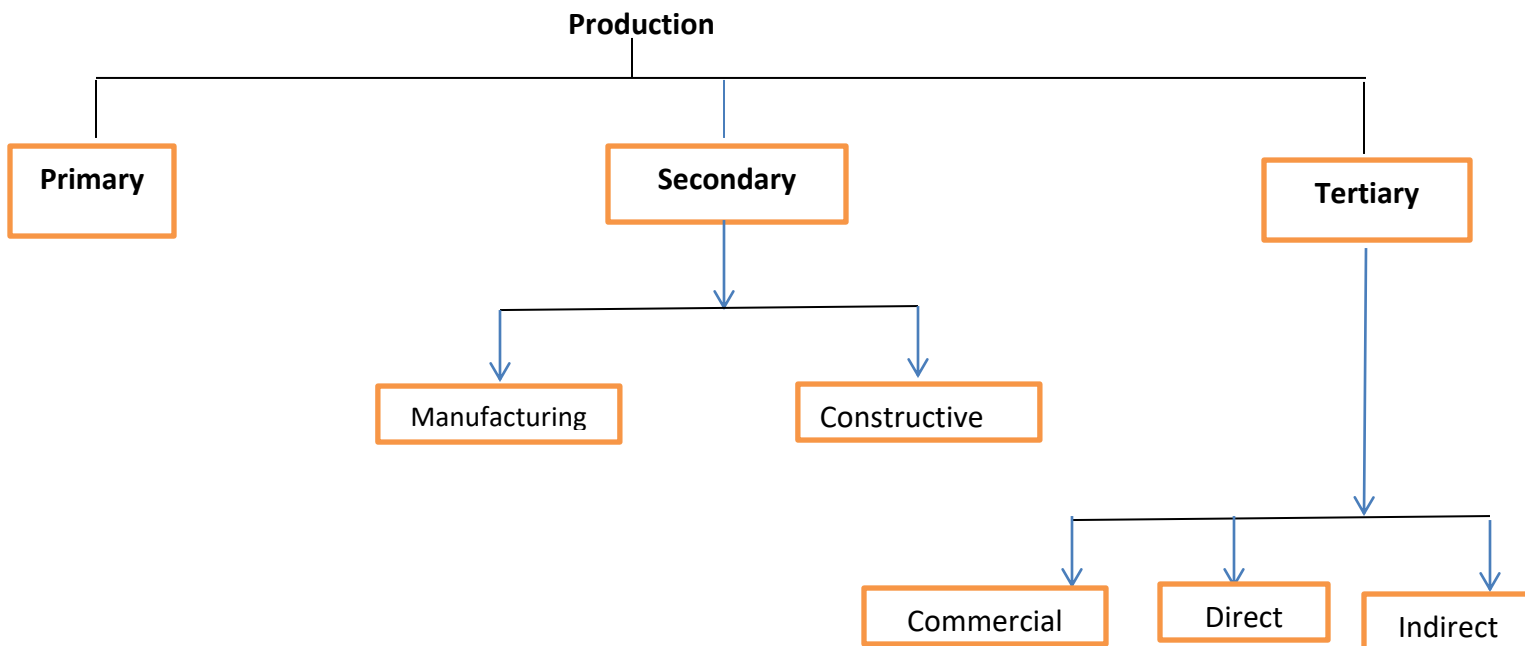 Production
Primary
Secondary
Tertiary
Manufacturing
Constructive
Commercial
Direct
Indirect